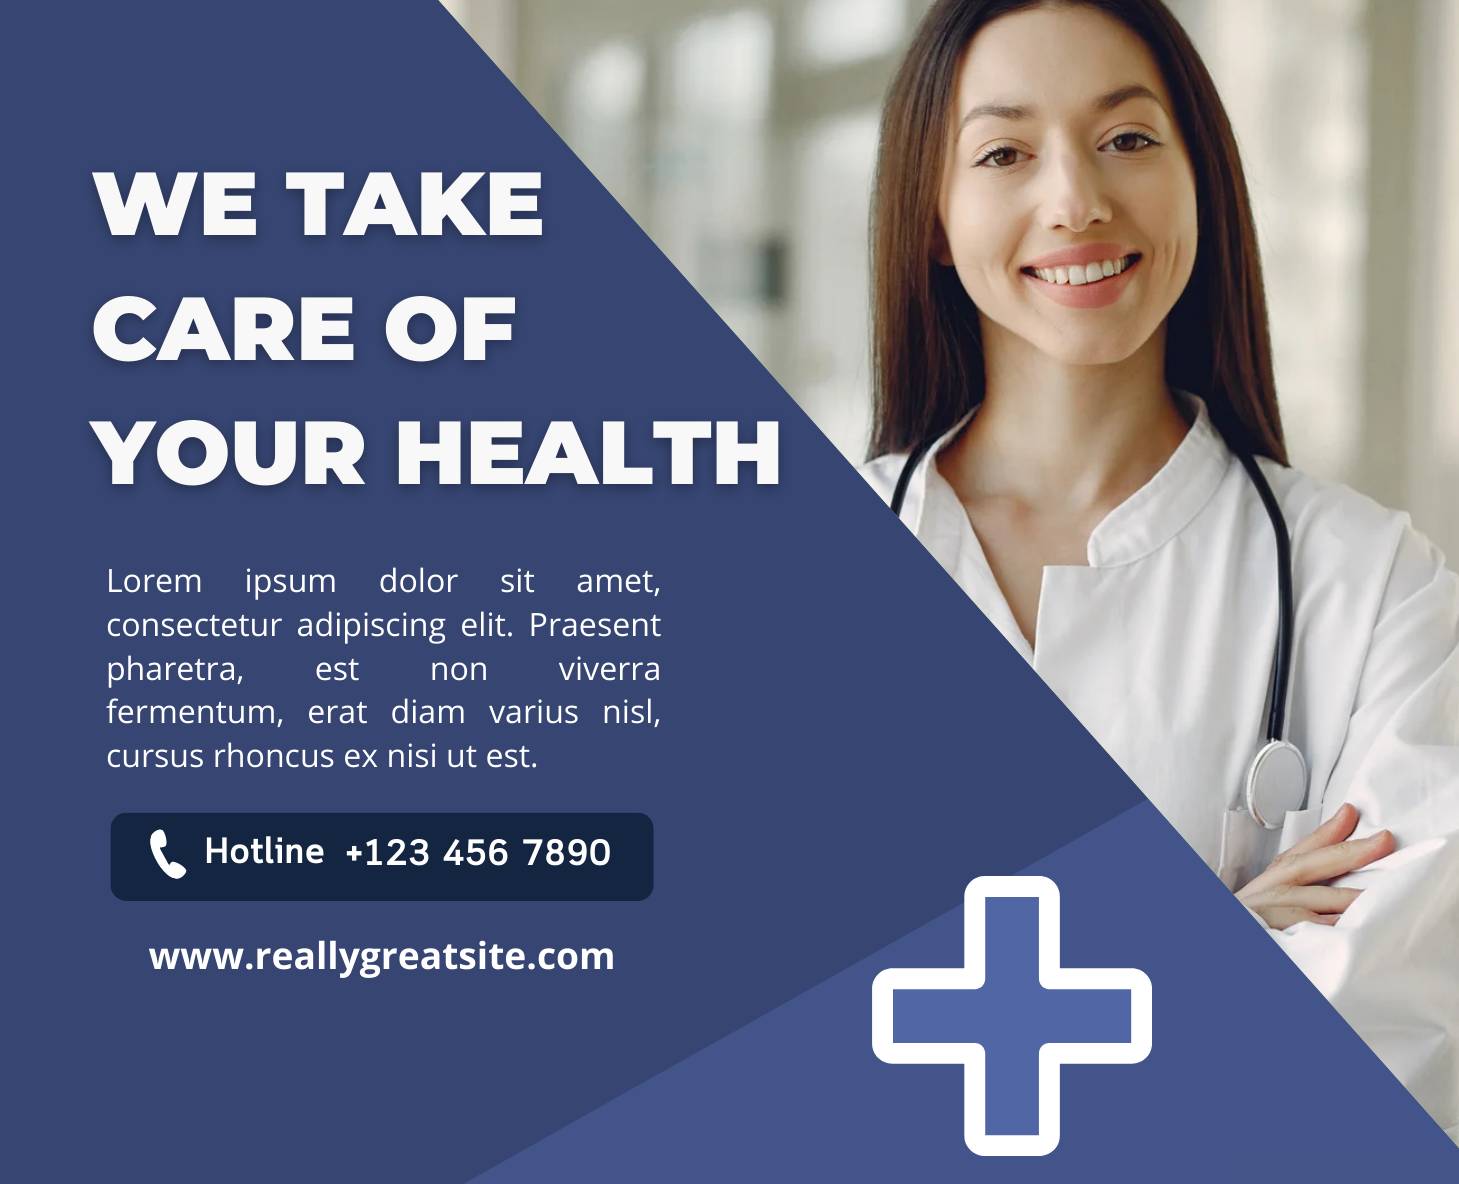 WE TAKE
CARE OF
YOUR HEALTH
Lorem ipsum dolor sit amet,
consectetur adipiscing elit. Praesent
pharetra, est non viverra
fermentum, erat diam varius nisl,
cursus rhoncus ex nisi ut est.
Hotline +123 456 7890
www.reallygreatsite.com